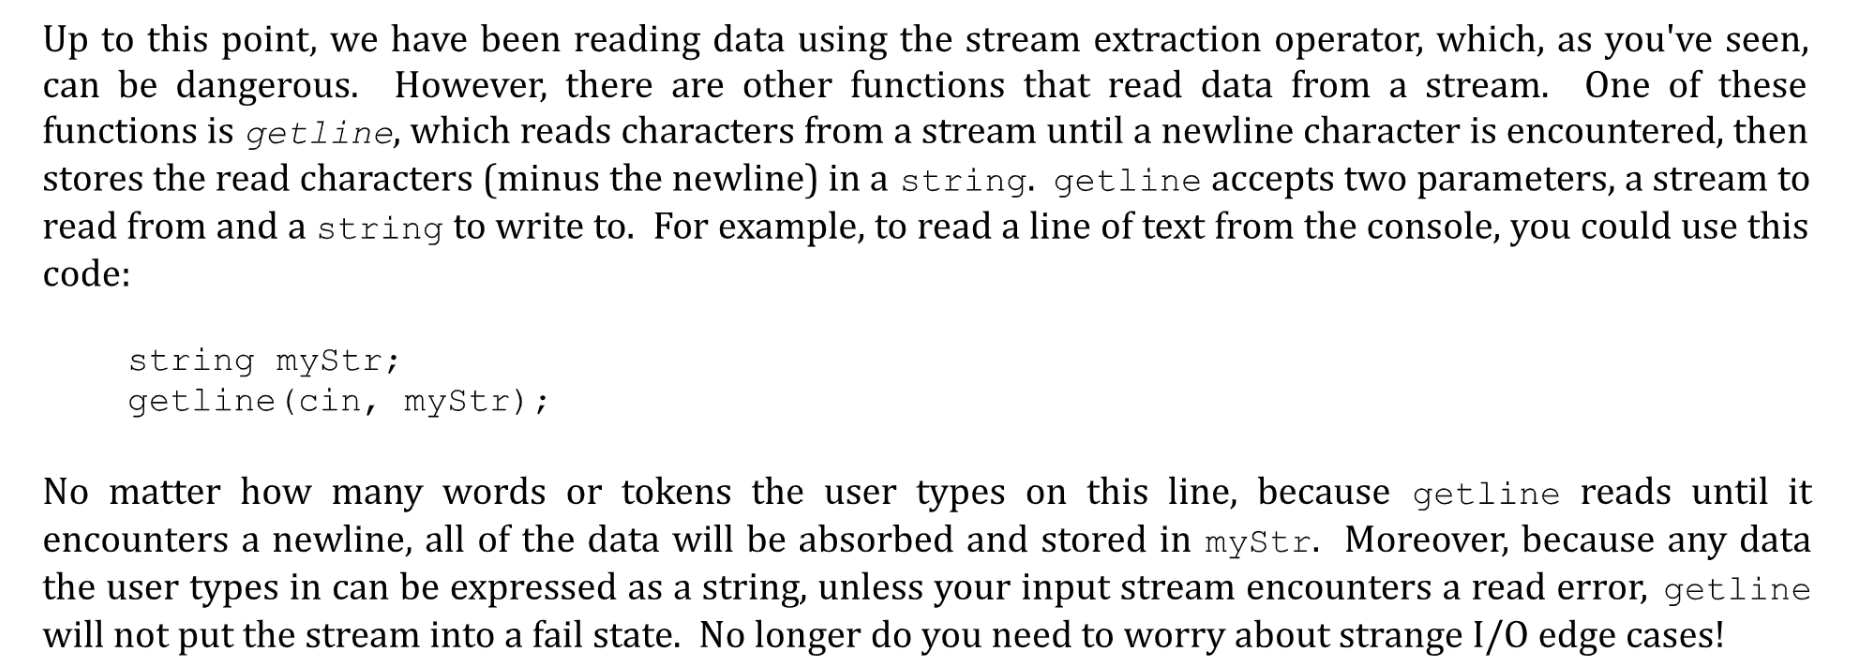 Up to this point, we have been reading data using the stream extraction operator, which, as you've seen,
can be dangerous. However, there are other functions that read data from a stream. One of these
functions is getline, which reads characters from a stream until a newline character is encountered, then
stores the read characters (minus the newline) in a string. getline accepts two parameters, a stream to
read from and a string to write to. For example, to read a line of text from the console, you could use this
code:
string myStr;
getline(cin, myStr);
No matter how many words or tokens the user types on this line, because getline reads until it
encounters a newline, all of the data will be absorbed and stored in myStr. Moreover, because any data
the user types in can be expressed as a string, unless your input stream encounters a read error, getline
will not put the stream into a fail state. No longer do you need to worry about strange I/O edge cases!